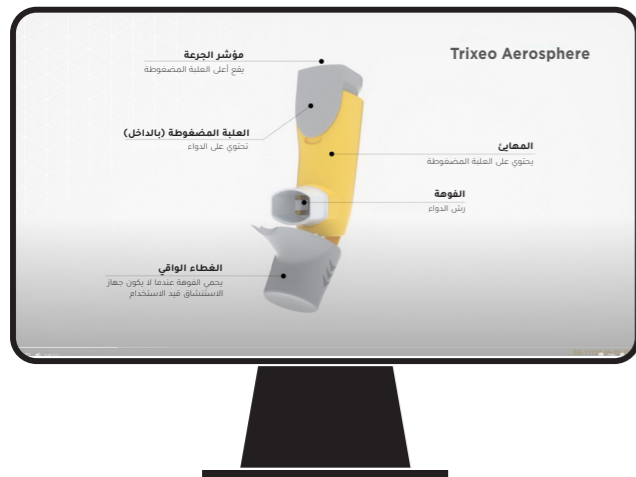 Trixeo Aerosphere
مؤشر الجرعة
يقع أعلى العلبة المضغوطة
العلبة المضغوطة (بالداخل)
تحتوي على الدواء
المهايئ
يحتوي على العلبة المضغوطة
الفوهة
رش الدواء
الغطاء الواقي
يحمي الفوهة عندما لا يكون جهاز
الاستنشاق قيد الاستخدام